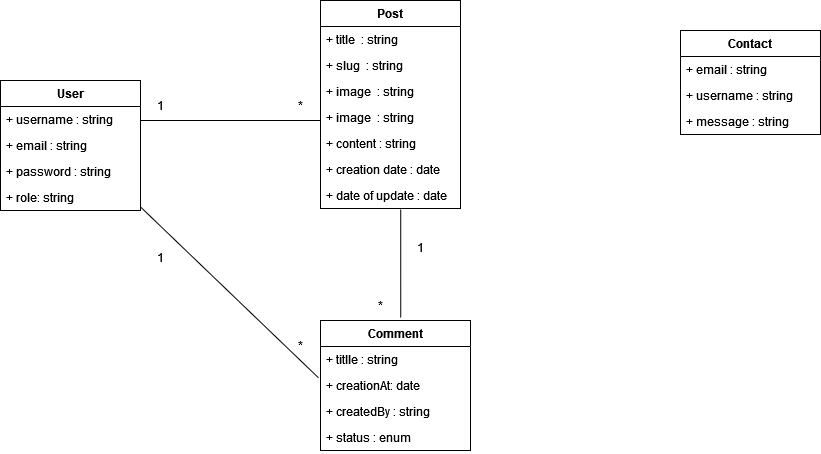 Post
+ title : string
+ slug : string
+ image : string
+ image : string
+ content : string
+ creation date : date
+ date of update : date
Contact
+ email : string
+ username : string
+ message : string
User
+ username : string
+ email : string
+ password : string
+ role: string
1
*
1
*
1
*
Comment
+ titlle : string
+ creationAt: date
+ createdBy : string
+ status : enum